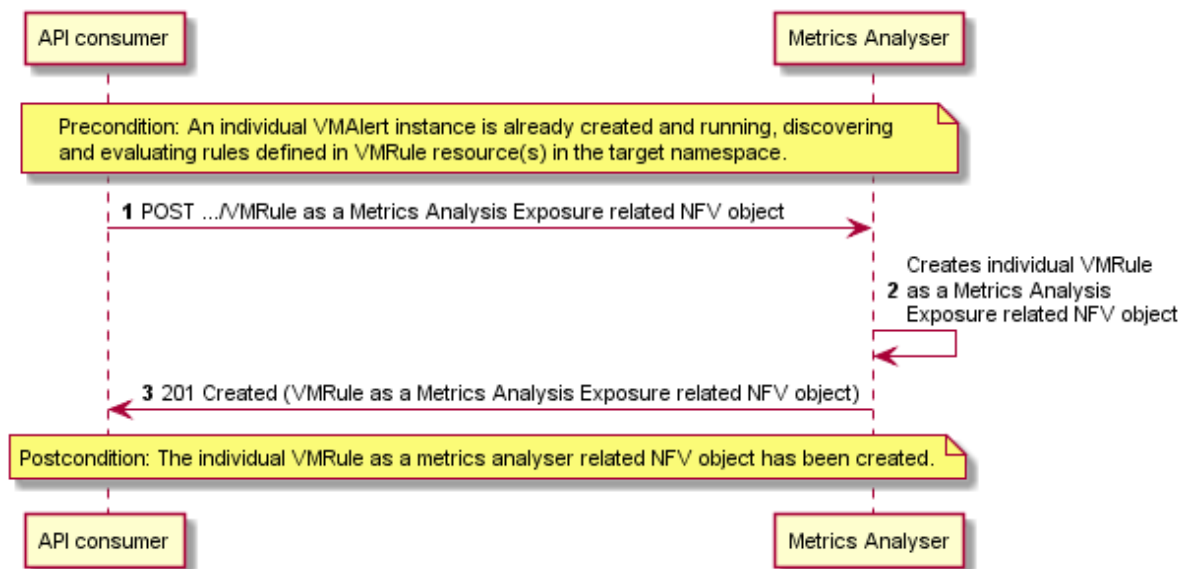 API consumer
Metrics Analyser
Precondition: An individual VMAlert instance is already created and running, discovering
and evaluating rules defined in VMRule resource(s) in the target namespace.
1 POST .../VMRule as a Metrics Analysis Exposure related NFV object
Creates individual VMRule
2 as a Metrics Analysis
Exposure related NFV object
3 201 Created (VMRule as a Metrics Analysis Exposure related NFV object)
Postcondition: The individual VMRule as a metrics analyser related NFV object has been created.
API consumer
Metrics Analyser